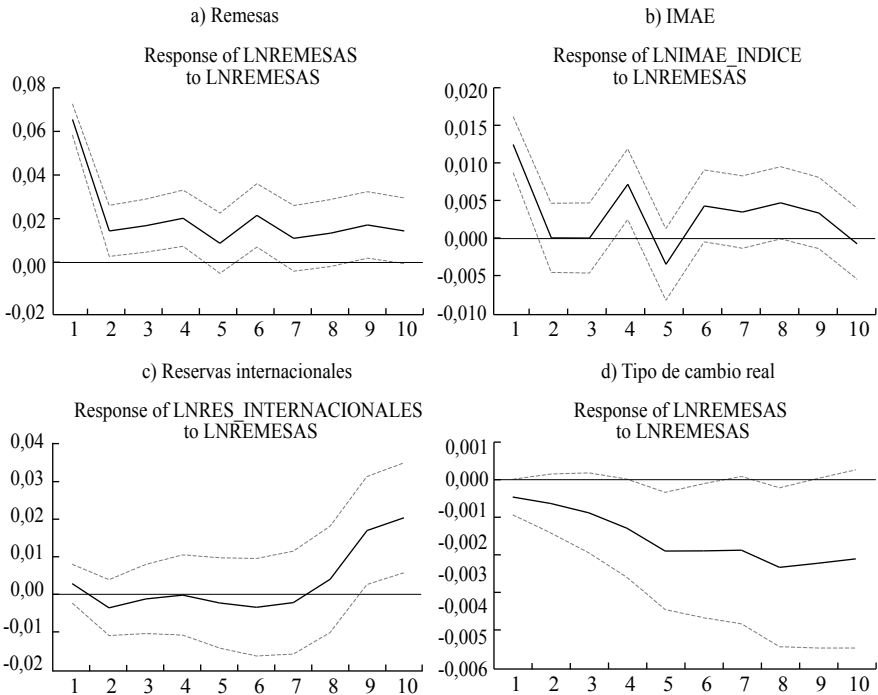 a) Remesas
Response of LNREMESAS
to LNREMESAS
0,08
0,06
0,04
0,02
0,00
-0,02
1 2 3 4 5 6 7 8 9 10
b) IMAE
Response of LNIMAE_INDICE
to LNREMESAS
0,020
0,015
0,010
0,005
0,000
-0,005
-0,010
1 2 3 4 5 6 7 8 9 10
c) Reservas internacionales
Response of LNRES_INTERNACIONALES
to LNREMESAS
0,04
0,03
0,02
0,01
0,00
-0,01
-0,02
1 2 3 4 5 6 7 8 9 10
d) Tipo de cambio real
Response of LNREMESAS
to LNREMESAS
0,001
0,000
-0,001
-0,002
-0,003
-0,004
-0,005
-0,006
1 2 3 4 5 6 7 8 9 10